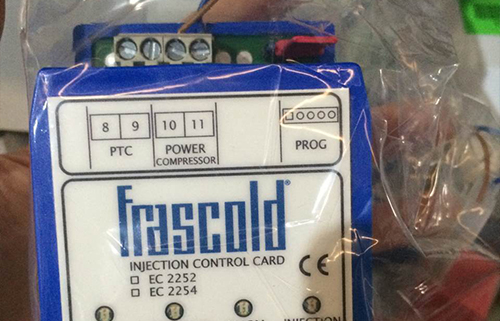 8 9 10 11
PTC POWER COMPRESSOR PROG
Frascold®
INJECTION CONTROL CARD CE
EC 2252
EC 2254
INJECTION